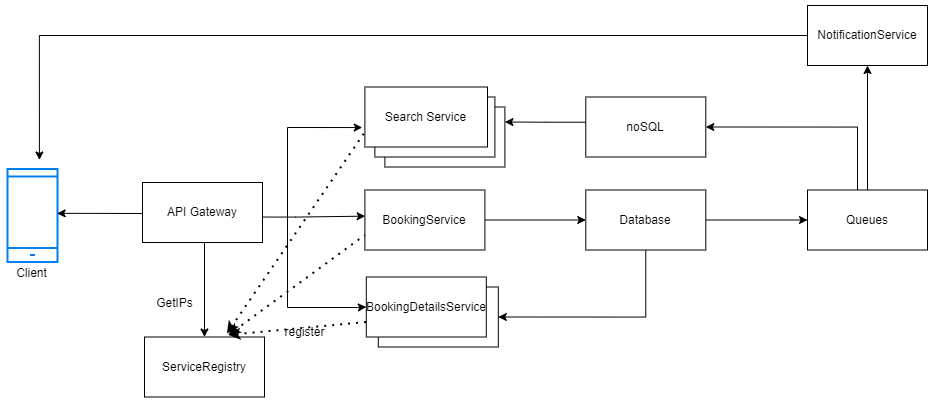 NotificationService
Search Service
noSQL
API Gateway
BookingService
Database
Queues
Client
GetIPs
BookingDetailsService
register
ServiceRegistry